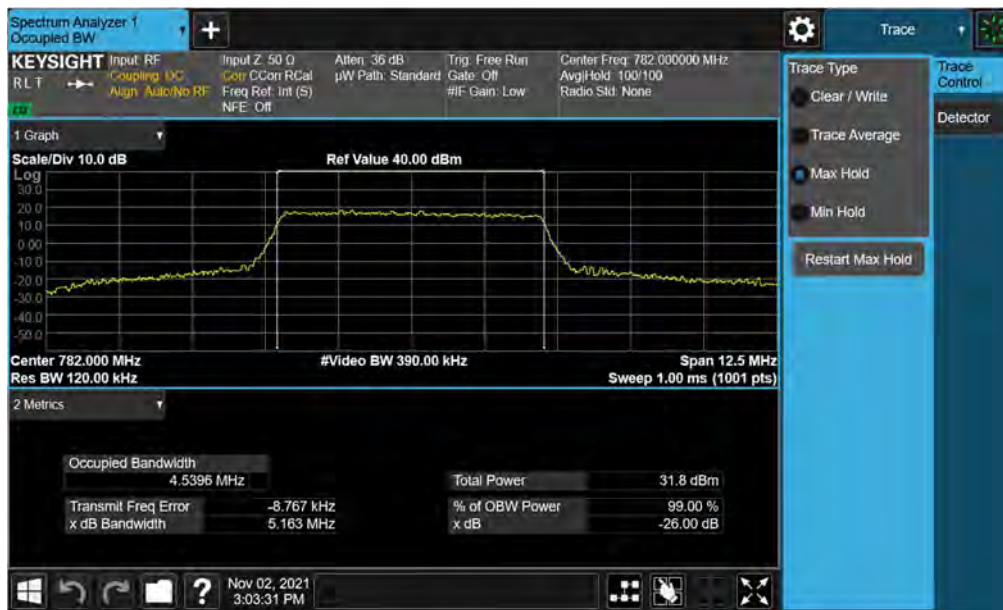 Spectrum Analyzer 1
Occupied BW
Trace
KEYSIGHT
RLT
Input: RF
Coupling: DC
Align: Auto/No RF
Input Z: 50 Ω
Corr CCorr RCal
Freq Ref: Int (S)
NFE: Off
Atten: 36 dB
µW Path: Standard
Trig: Free Run
Gate: Off
#IF Gain: Low
Center Freq: 782.000000 MHz
Avg|Hold: 100/100
Radio Std: None
1 Graph
Scale/Div 10.0 dB
Ref Value 40.00 dBm
Log
30.0
20.0
10.0
0.00
-10.0
-20.0
-30.0
-40.0
-50.0
Center 782.000 MHz
#Video BW 390.00 kHz
Span 12.5 MHz
Res BW 120.00 kHz
Sweep 1.00 ms (1001 pts)
2 Metrics
Occupied Bandwidth
4.5396 MHz
Total Power
31.8 dBm
Transmit Freq Error
-8.767 kHz
% of OBW Power
99.00 %
x dB Bandwidth
5.163 MHz
x dB
-26.00 dB
Nov 02, 2021
3:03:31 PM
Trace Type
Clear / Write
Trace Average
Max Hold
Min Hold
Restart Max Hold
Trace
Control
Detector